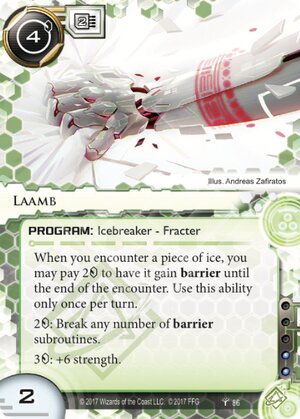 4
2
Illus. Andreas Zafiratos
Laamb
PROGRAM: Icebreaker - Fracter
When you encounter a piece of ice, you
may pay 2 to have it gain barrier until
the end of the encounter. Use this ability
only once per turn.
2: Break any number of barrier
subroutines.
3: +6 strength.
2
© 2017 Wizards of the Coast LLC. © 2017 FFG
96